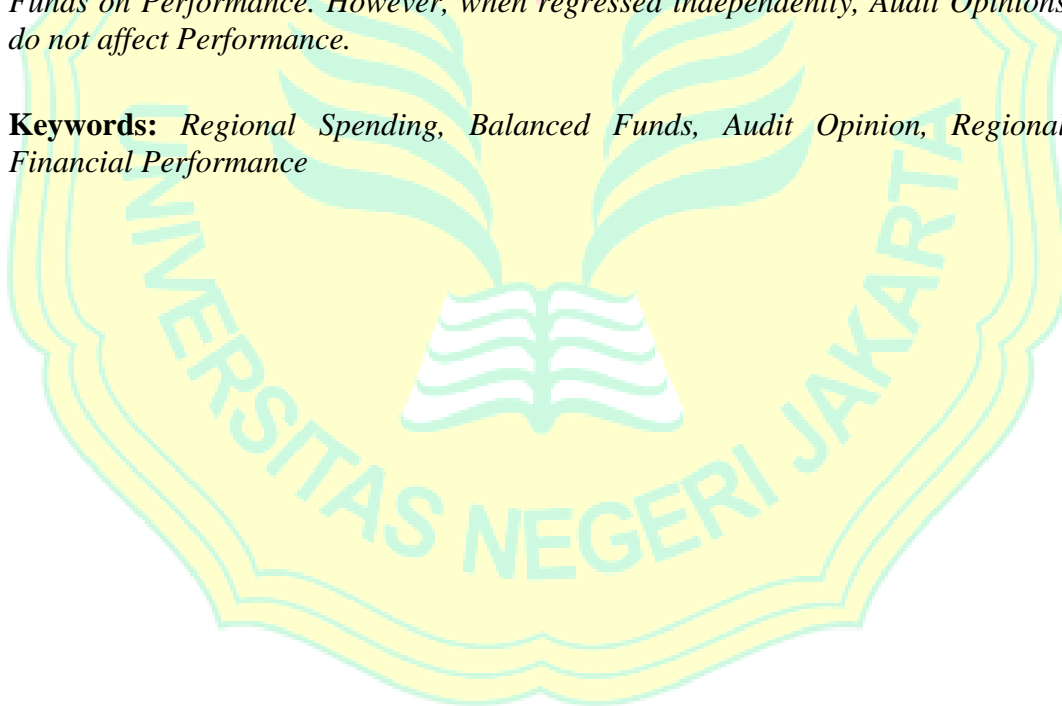 Funds on Performance. However, when regressed independently, Audit Opinions
do not affect Performance.
Keywords: Regional Spending, Balanced Funds, Audit Opinion, Regional
Financial Performance
UNIVERSITAS NEGERI JAKARTA